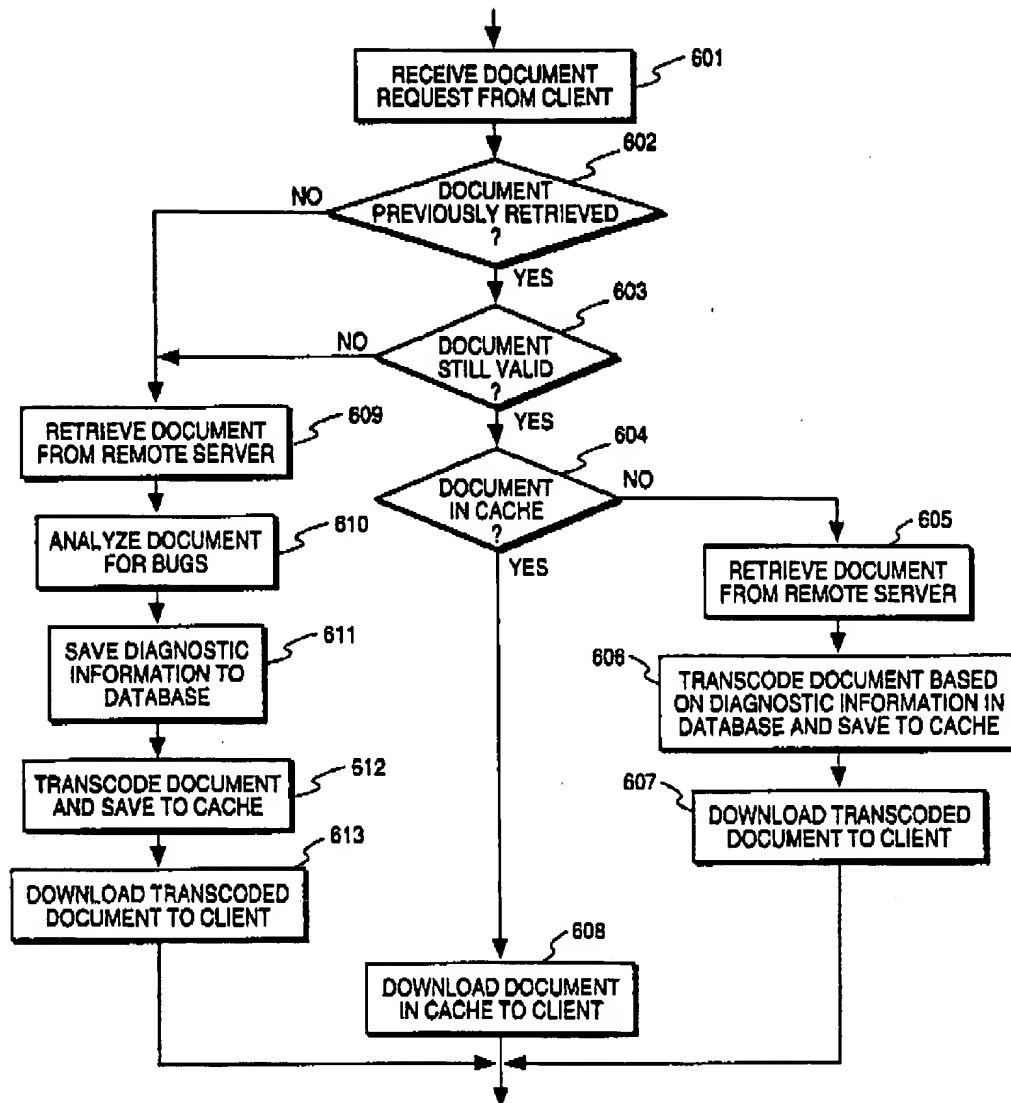 RECEIVE DOCUMENT
REQUEST FROM CLIENT
601
602
DOCUMENT
PREVIOUSLY RETRIEVED
?
NO
YES
603
DOCUMENT
STILL VALID
?
NO
YES
604
DOCUMENT
IN CACHE
?
NO
YES
609
RETRIEVE DOCUMENT
FROM REMOTE SERVER
610
ANALYZE DOCUMENT
FOR BUGS
611
SAVE DIAGNOSTIC
INFORMATION TO
DATABASE
612
TRANSCODE DOCUMENT
AND SAVE TO CACHE
613
DOWNLOAD TRANSCODED
DOCUMENT TO CLIENT
605
RETRIEVE DOCUMENT
FROM REMOTE SERVER
606
TRANSCODE DOCUMENT BASED
ON DIAGNOSTIC INFORMATION IN
DATABASE AND SAVE TO CACHE
607
DOWNLOAD TRANSCODED
DOCUMENT TO CLIENT
608
DOWNLOAD DOCUMENT
IN CACHE TO CLIENT